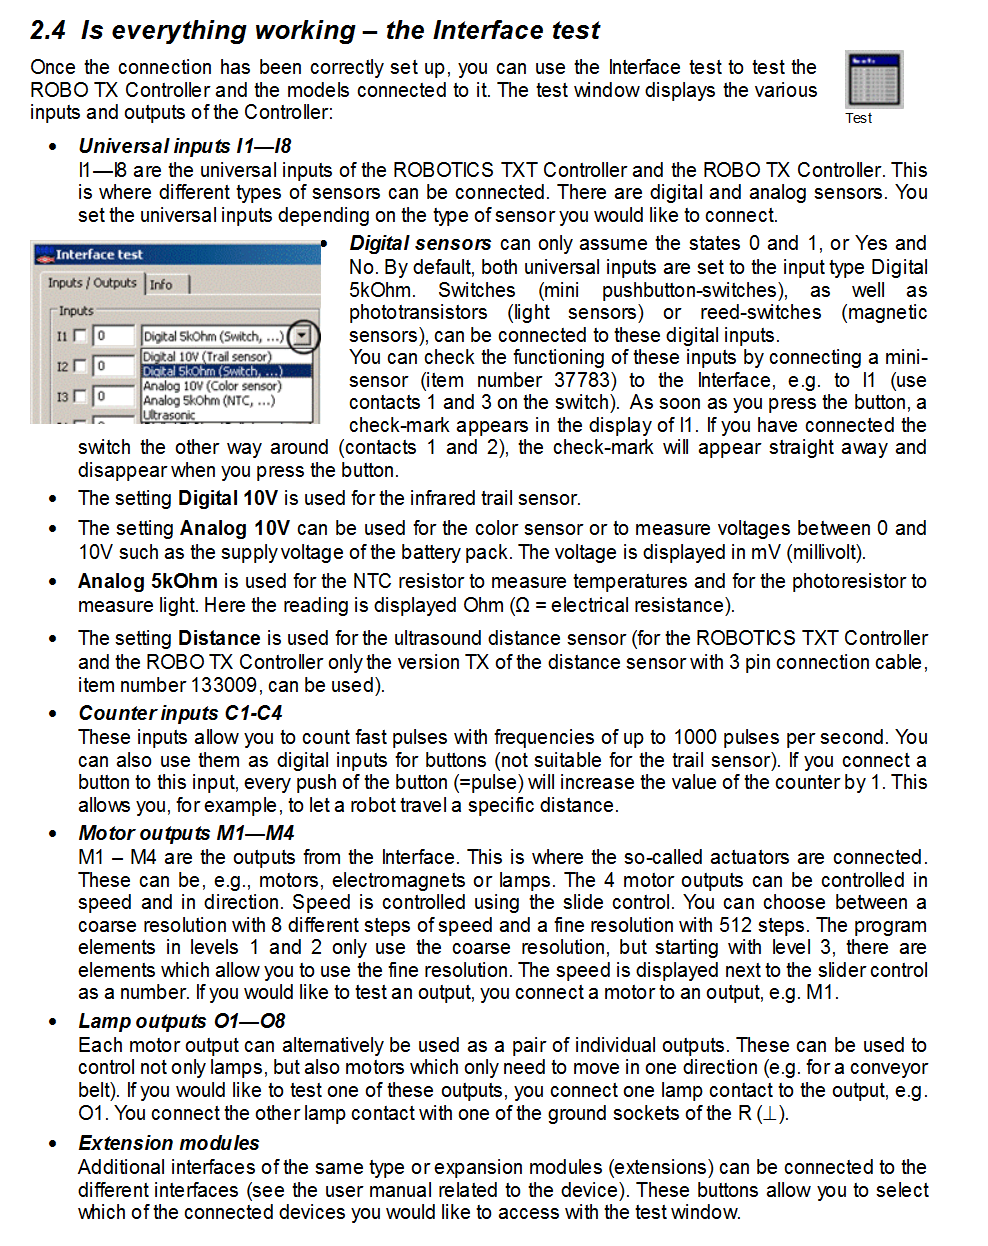 2.4 Is everything working – the Interface test
Once the connection has been correctly set up, you can use the Interface test to test the
ROBO TX Controller and the models connected to it. The test window displays the various
inputs and outputs of the Controller:
Test
• Universal inputs I1—I8
I1—I8 are the universal inputs of the ROBOTICS TXT Controller and the ROBO TX Controller. This
is where different types of sensors can be connected. There are digital and analog sensors. You
set the universal inputs depending on the type of sensor you would like to connect.
Interface test
Inputs / Outputs Info
Inputs
I1 0 Digital 5kOhm (Switch, ...)
Digital 10V (Trail sensor)
I2 0 Digital 5kOhm (Switch, ...)
Analog 10V (Color sensor)
I3 0 Analog 5kOhm (NTC, ...)
Ultrasonic
• Digital sensors can only assume the states 0 and 1, or Yes and
No. By default, both universal inputs are set to the input type Digital
5kOhm. Switches (mini pushbutton-switches), as well as
phototransistors (light sensors) or reed-switches (magnetic
sensors), can be connected to these digital inputs.
You can check the functioning of these inputs by connecting a mini-
sensor (item number 37783) to the Interface, e.g. to I1 (use
contacts 1 and 3 on the switch). As soon as you press the button, a
check-mark appears in the display of I1. If you have connected the
switch the other way around (contacts 1 and 2), the check-mark will appear straight away and
disappear when you press the button.
• The setting Digital 10V is used for the infrared trail sensor.
• The setting Analog 10V can be used for the color sensor or to measure voltages between 0 and
10V such as the supply voltage of the battery pack. The voltage is displayed in mV (millivolt).
• Analog 5kOhm is used for the NTC resistor to measure temperatures and for the photoresistor to
measure light. Here the reading is displayed Ohm (Ω = electrical resistance).
• The setting Distance is used for the ultrasound distance sensor (for the ROBOTICS TXT Controller
and the ROBO TX Controller only the version TX of the distance sensor with 3 pin connection cable,
item number 133009, can be used).
• Counter inputs C1-C4
These inputs allow you to count fast pulses with frequencies of up to 1000 pulses per second. You
can also use them as digital inputs for buttons (not suitable for the trail sensor). If you connect a
button to this input, every push of the button (=pulse) will increase the value of the counter by 1. This
allows you, for example, to let a robot travel a specific distance.
• Motor outputs M1—M4
M1 – M4 are the outputs from the Interface. This is where the so-called actuators are connected.
These can be, e.g., motors, electromagnets or lamps. The 4 motor outputs can be controlled in
speed and in direction. Speed is controlled using the slide control. You can choose between a
coarse resolution with 8 different steps of speed and a fine resolution with 512 steps. The program
elements in levels 1 and 2 only use the coarse resolution, but starting with level 3, there are
elements which allow you to use the fine resolution. The speed is displayed next to the slider control
as a number. If you would like to test an output, you connect a motor to an output, e.g. M1.
• Lamp outputs O1—O8
Each motor output can alternatively be used as a pair of individual outputs. These can be used to
control not only lamps, but also motors which only need to move in one direction (e.g. for a conveyor
belt). If you would like to test one of these outputs, you connect one lamp contact to the output, e.g.
O1. You connect the other lamp contact with one of the ground sockets of the R (⊥).
• Extension modules
Additional interfaces of the same type or expansion modules (extensions) can be connected to the
different interfaces (see the user manual related to the device). These buttons allow you to select
which of the connected devices you would like to access with the test window.